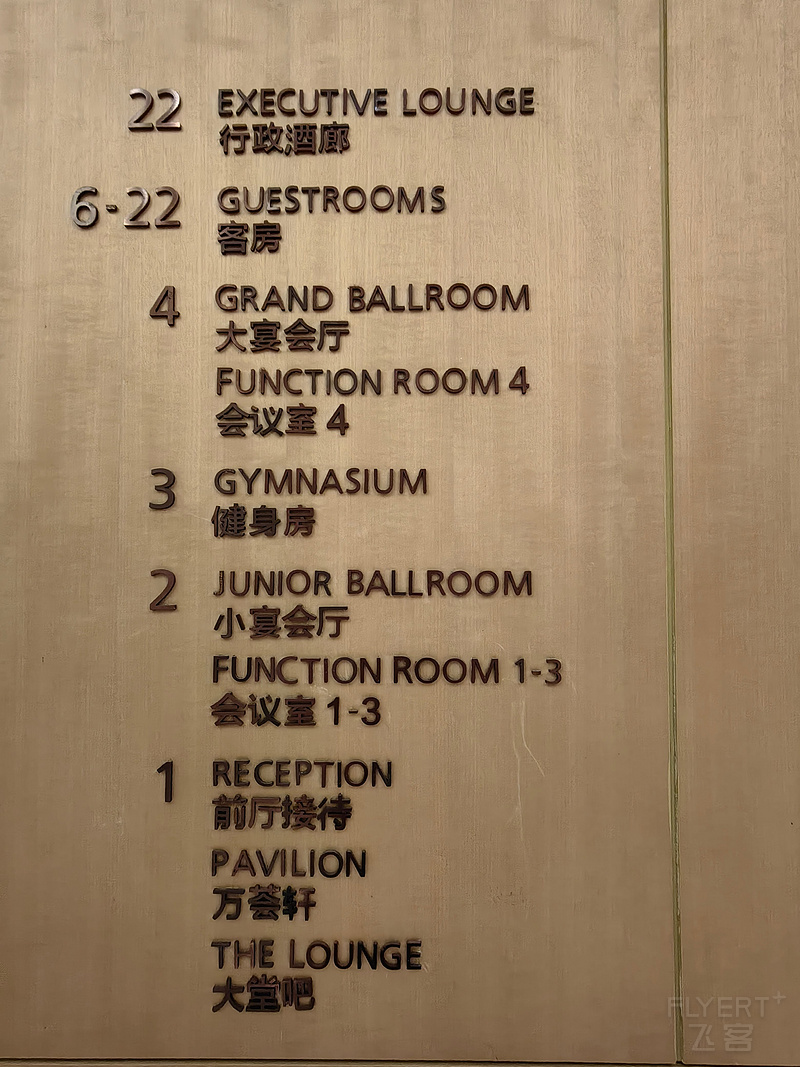 22 EXECUTIVE LOUNGE
行政酒廊
6-22 GUESTROOMS
客房
4 GRAND BALLROOM
大宴会厅
FUNCTION ROOM 4
会议室 4
3 GYMNASIUM
健身房
2 JUNIOR BALLROOM
小宴会厅
FUNCTION ROOM 1-3
会议室 1-3
1 RECEPTION
前厅接待
PAVILION
万荟轩
THE LOUNGE
大堂吧
FLYERT+
飞客